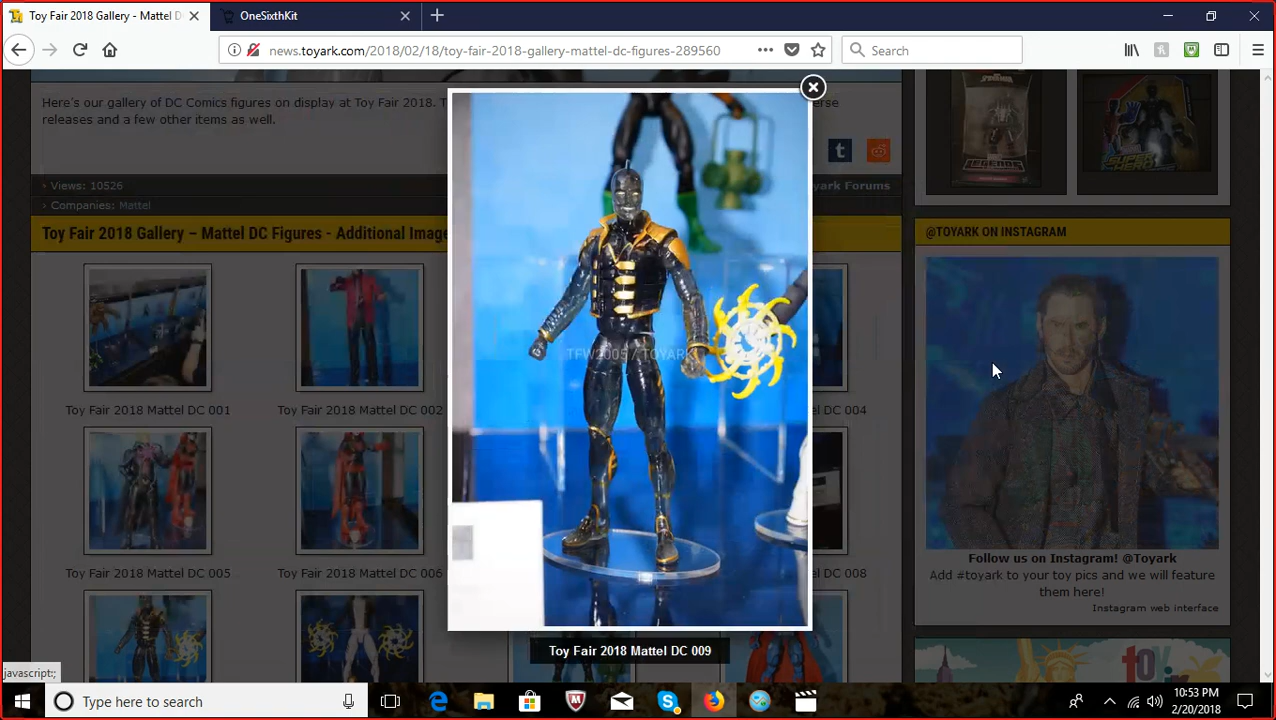 Toy Fair 2018 Gallery - Mattel D
OneSixthKit
news.toyark.com/2018/02/18/toy-fair-2018-gallery-mattel-dc-figures-289560
Search
Here's our gallery of DC Comics figures on display at Toy Fair 2018. T
erse
releases and a few other items as well.
Views: 10526
yark Forums
Companies: Mattel
Toy Fair 2018 Gallery – Mattel DC Figures - Additional Image
TFW2005 / TOYARK
Toy Fair 2018 Mattel DC 001
Toy Fair 2018 Mattel DC 002
DC 004
Toy Fair 2018 Mattel DC 005
Toy Fair 2018 Mattel DC 006
DC 008
Toy Fair 2018 Mattel DC 009
LEGENDS
@TOYARK ON INSTAGRAM
Follow us on Instagram! @Toyark
Add #toyark to your toy pics and we will feature
them here!
Instagram web interface
javascript:;
Type here to search
10:53 PM
2/20/2018